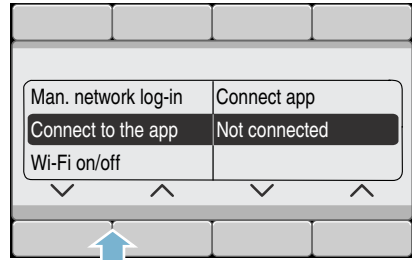 Man. network log-in Connect app
Connect to the app Not connected
Wi-Fi on/off